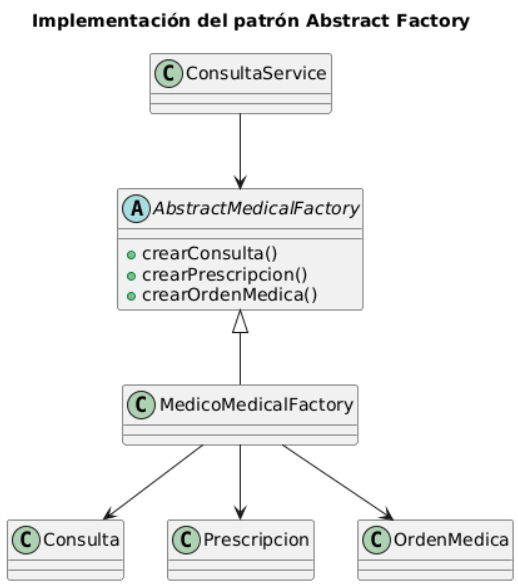 Implementación del patrón Abstract Factory
C ConsultaService
A AbstractMedicalFactory
crearConsulta()
crearPrescripcion()
crearOrdenMedica()
C MedicoMedicalFactory
C Consulta
C Prescripcion
C OrdenMedica